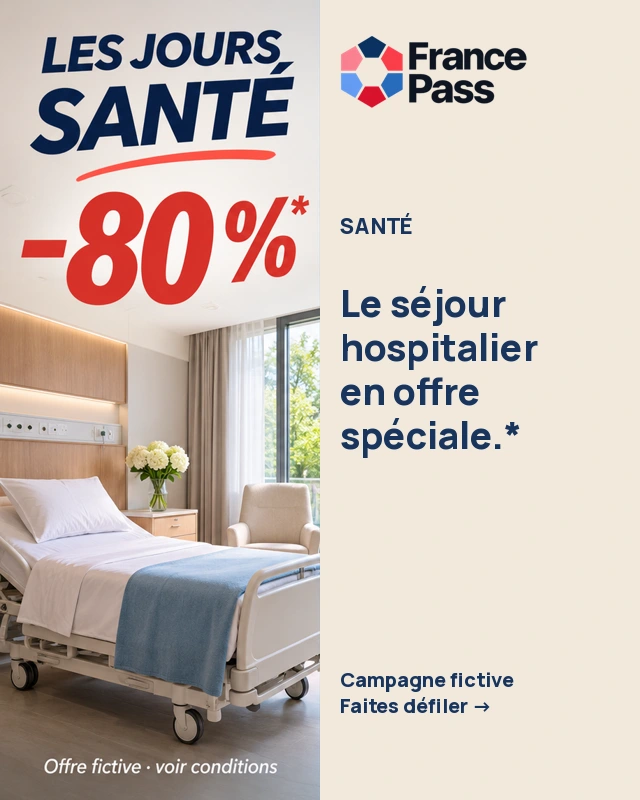 LES JOURS
SANTÉ
-80%*
Offre fictive · voir conditions
France
Pass
SANTÉ
Le séjour
hospitalier
en offre
spéciale.*
Campagne fictive
Faites défiler →